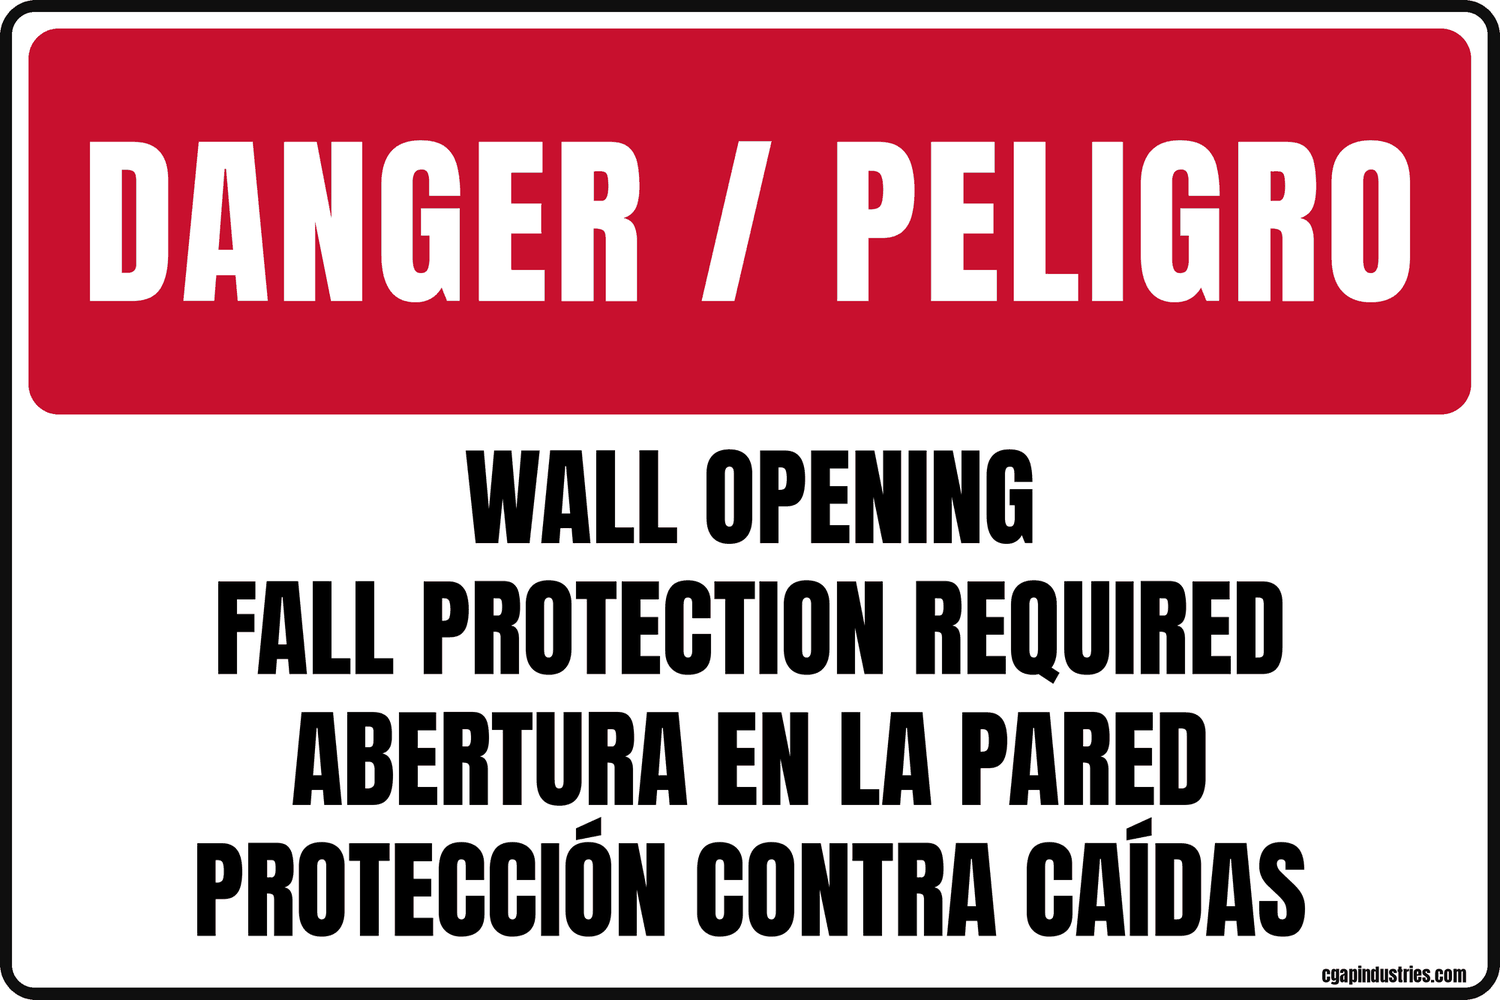 DANGER / PELIGRO
WALL OPENING
FALL PROTECTION REQUIRED
ABERTURA EN LA PARED
PROTECCIÓN CONTRA CAÍDAS
cgapindustries.com